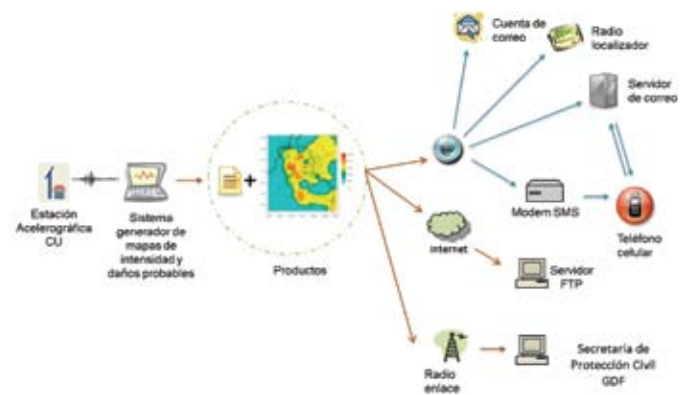 Cuenta de
correo
Radio
localizador
Servidor
de correo
Estación
Acelerográfica
CU
Sistema
generador de
mapas de
intensidad y
daños probables
+
Productos
Modem SMS
Teléfono
celular
internet
Servidor
FTP
Radio
enlace
Secretaría de
Protección Civil
GDF